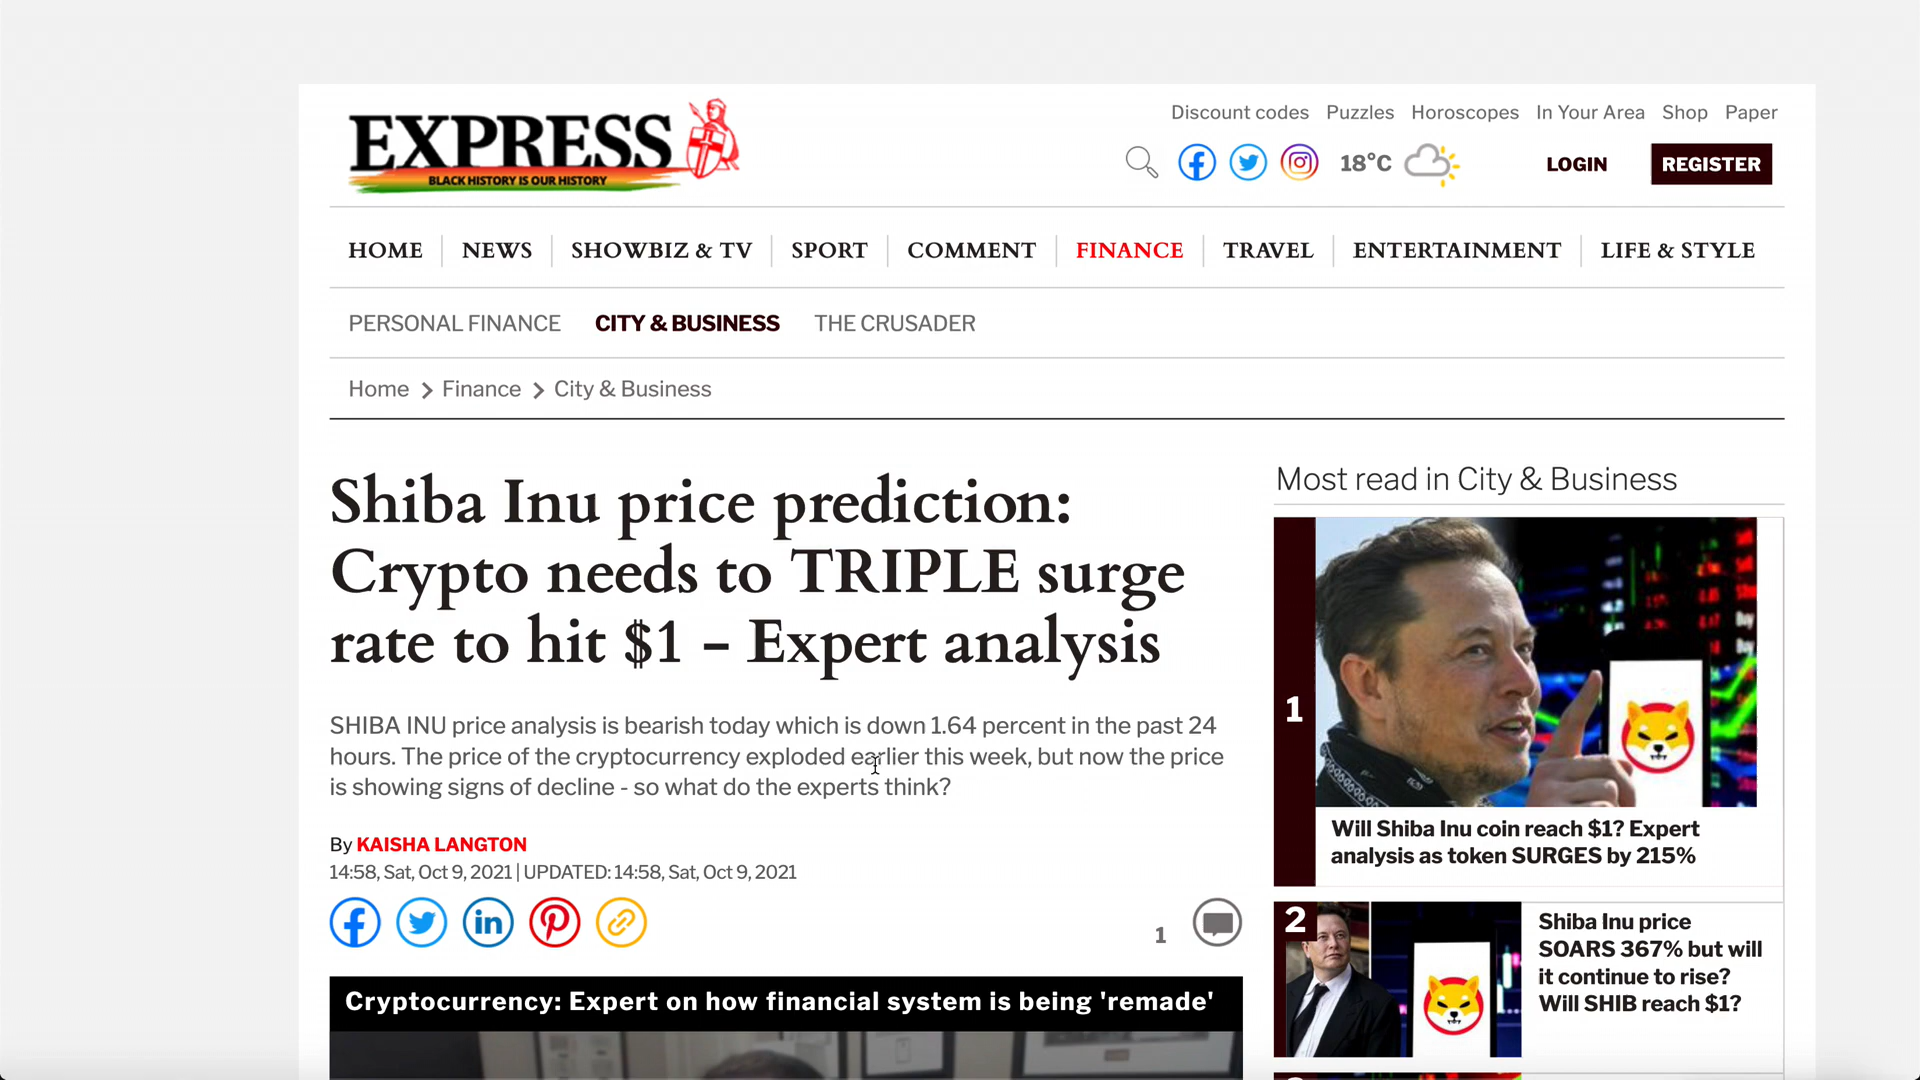 EXPRESS
BLACK HISTORY IS OUR HISTORY
Discount codes Puzzles Horoscopes In Your Area Shop Paper
18°C LOGIN REGISTER
HOME NEWS SHOWBIZ & TV SPORT COMMENT FINANCE TRAVEL ENTERTAINMENT LIFE & STYLE
PERSONAL FINANCE CITY & BUSINESS THE CRUSADER
Home > Finance > City & Business
Shiba Inu price prediction:
Crypto needs to TRIPLE surge
rate to hit $1 – Expert analysis
SHIBA INU price analysis is bearish today which is down 1.64 percent in the past 24
hours. The price of the cryptocurrency exploded earlier this week, but now the price
is showing signs of decline - so what do the experts think?
By KAISHA LANGTON
14:58, Sat, Oct 9, 2021 | UPDATED: 14:58, Sat, Oct 9, 2021
1
Cryptocurrency: Expert on how financial system is being 'remade'
Most read in City & Business
1
Will Shiba Inu coin reach $1? Expert
analysis as token SURGES by 215%
2
Shiba Inu price
SOARS 367% but will
it continue to rise?
Will SHIB reach $1?